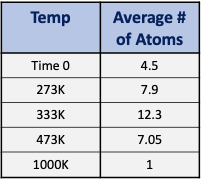 Temp Average #
of Atoms
Time 0 4.5
273K 7.9
333K 12.3
473K 7.05
1000K 1